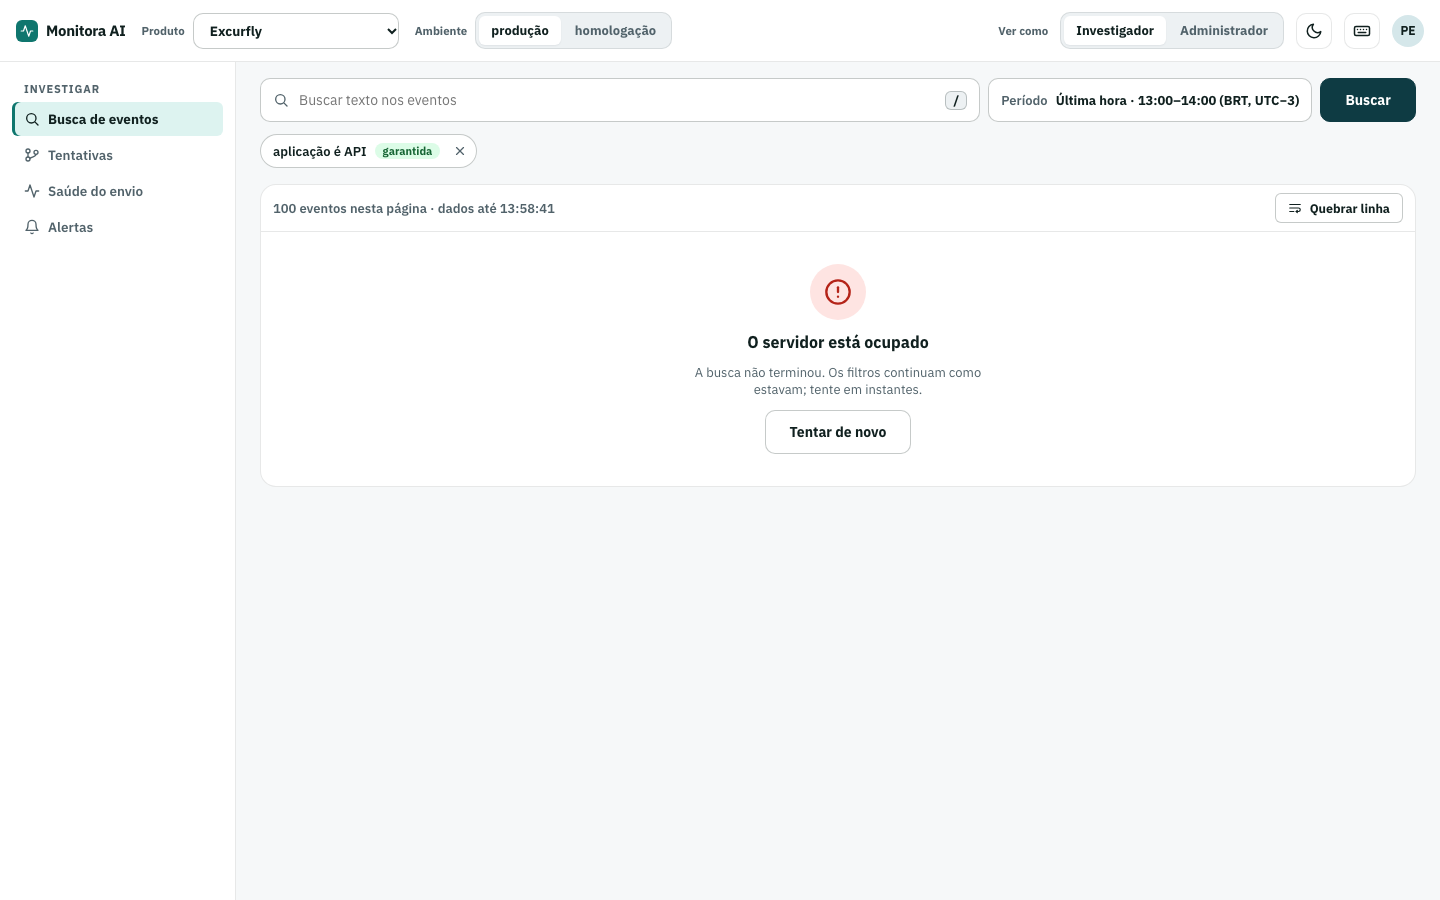 Monitora AI
Produto
Excurfly
Ambiente
produção
homologação
Ver como
Investigador
Administrador
PE
INVESTIGAR
Busca de eventos
Tentativas
Saúde do envio
Alertas
Buscar texto nos eventos
/
Período Última hora · 13:00–14:00 (BRT, UTC−3)
Buscar
aplicação é API garantida
100 eventos nesta página · dados até 13:58:41
Quebrar linha
O servidor está ocupado
A busca não terminou. Os filtros continuam como
estavam; tente em instantes.
Tentar de novo